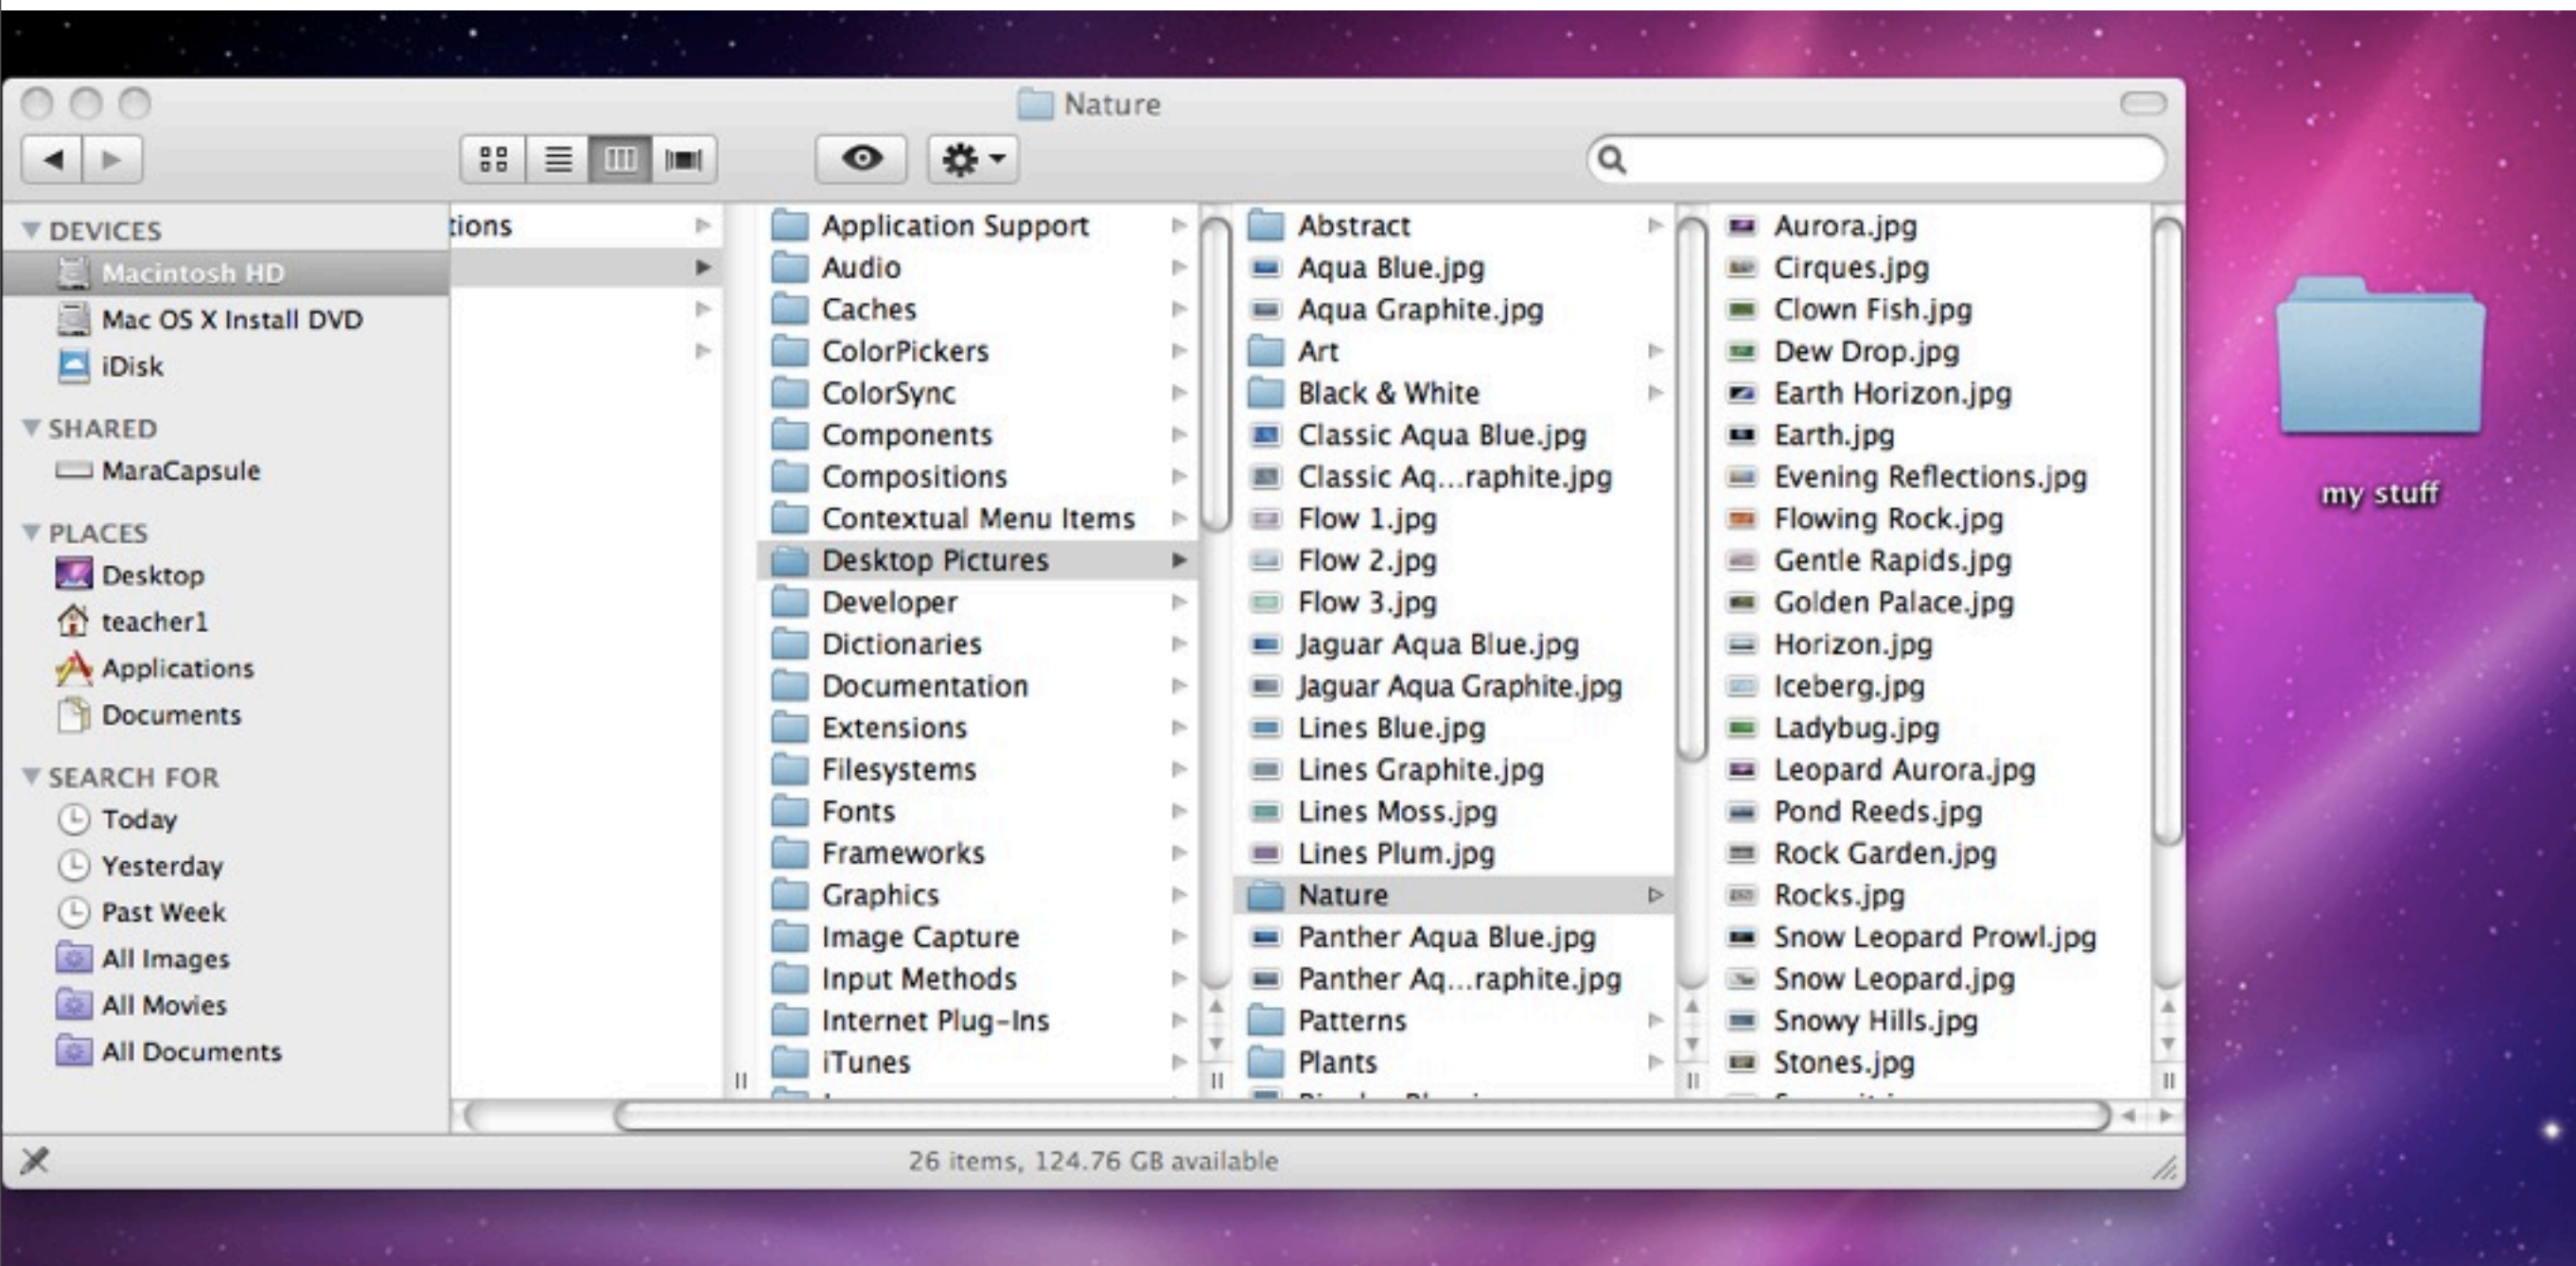 Nature
DEVICES
Macintosh HD
Mac OS X Install DVD
iDisk
SHARED
MaraCapsule
PLACES
Desktop
teacher1
Applications
Documents
SEARCH FOR
Today
Yesterday
Past Week
All Images
All Movies
All Documents
tions
Application Support
Audio
Caches
ColorPickers
ColorSync
Components
Compositions
Contextual Menu Items
Desktop Pictures
Developer
Dictionaries
Documentation
Extensions
Filesystems
Fonts
Frameworks
Graphics
Image Capture
Input Methods
Internet Plug-Ins
iTunes
Abstract
Aqua Blue.jpg
Aqua Graphite.jpg
Art
Black & White
Classic Aqua Blue.jpg
Classic Aq...raphite.jpg
Flow 1.jpg
Flow 2.jpg
Flow 3.jpg
Jaguar Aqua Blue.jpg
Jaguar Aqua Graphite.jpg
Lines Blue.jpg
Lines Graphite.jpg
Lines Moss.jpg
Lines Plum.jpg
Nature
Panther Aqua Blue.jpg
Panther Aq...raphite.jpg
Patterns
Plants
Aurora.jpg
Cirques.jpg
Clown Fish.jpg
Dew Drop.jpg
Earth Horizon.jpg
Earth.jpg
Evening Reflections.jpg
Flowing Rock.jpg
Gentle Rapids.jpg
Golden Palace.jpg
Horizon.jpg
Iceberg.jpg
Ladybug.jpg
Leopard Aurora.jpg
Pond Reeds.jpg
Rock Garden.jpg
Rocks.jpg
Snow Leopard Prowl.jpg
Snow Leopard.jpg
Snowy Hills.jpg
Stones.jpg
26 items, 124.76 GB available
my stuff